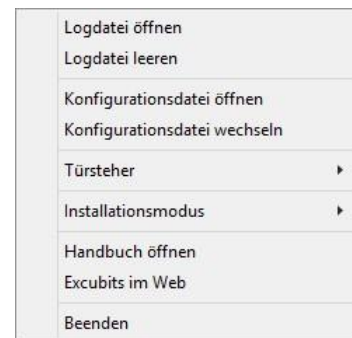 Logdatei öffnen
Logdatei leeren
Konfigurationsdatei öffnen
Konfigurationsdatei wechseln
Türsteher
Installationsmodus
Handbuch öffnen
Excubits im Web
Beenden